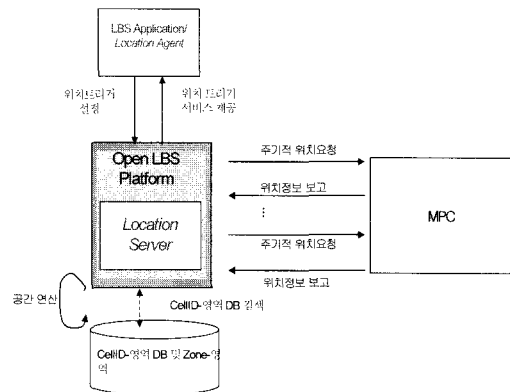 LBS Application/
Location Agent
위치트리거
설정
위치 트리거
서비스 제공
Open LBS
Platform
Location
Server
주기적 위치요청
위치정보 보고
⋮
주기적 위치요청
위치정보 보고
MPC
공간 연산
CellID-영역 DB 검색
CellID-영역 DB 및 Zone-영
역